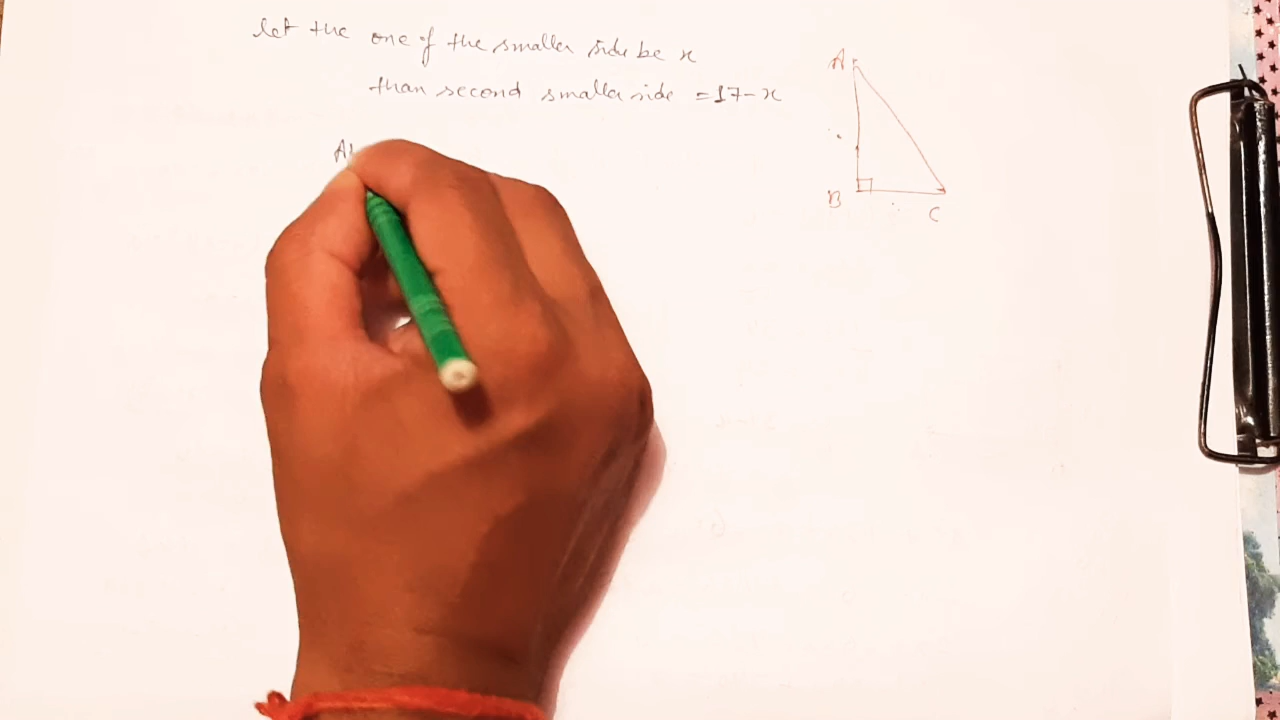 let the one of the smaller side be x
than second smaller side = 17-x
A
B
C